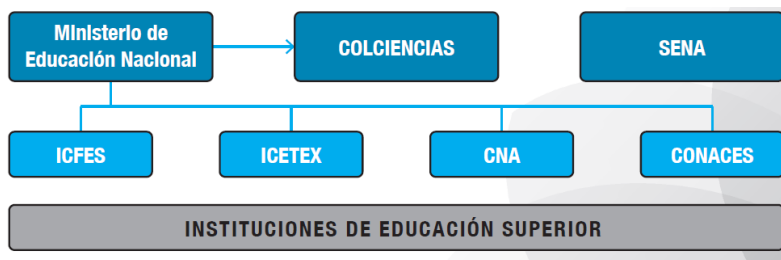 Ministerio de
Educación Nacional
COLCIENCIAS
SENA
ICFES
ICETEX
CNA
CONACES
INSTITUCIONES DE EDUCACIÓN SUPERIOR